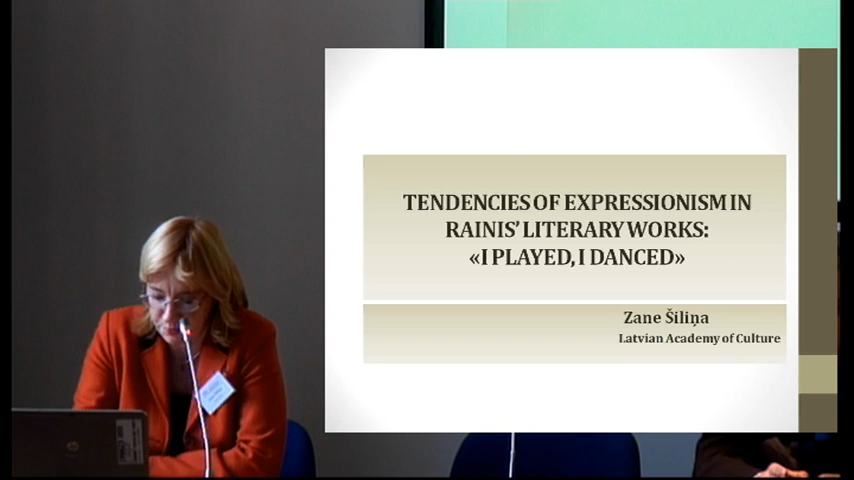 TENDENCIES OF EXPRESSIONISM IN
RAINIS' LITERARY WORKS:
«I PLAYED, I DANCED»
Zane Šiliņa
Latvian Academy of Culture